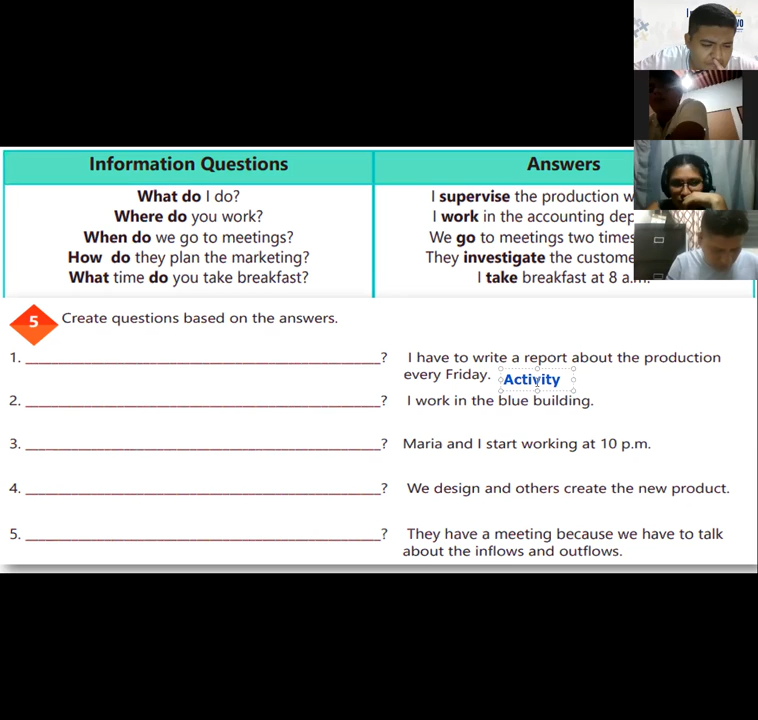 Information Questions
Answers
What do I do?
I supervise the production
Where do you work?
I work in the accounting
When do we go to meetings?
We go to meetings two times
How do they plan the marketing?
They investigate the
What time do you take breakfast?
I take breakfast at 8 a.m.
5 Create questions based on the answers.
1. ? I have to write a report about the production
every Friday.
Activity
2. ? I work in the blue building.
3. ? Maria and I start working at 10 p.m.
4. ? We design and others create the new product.
5. ? They have a meeting because we have to talk
about the inflows and outflows.